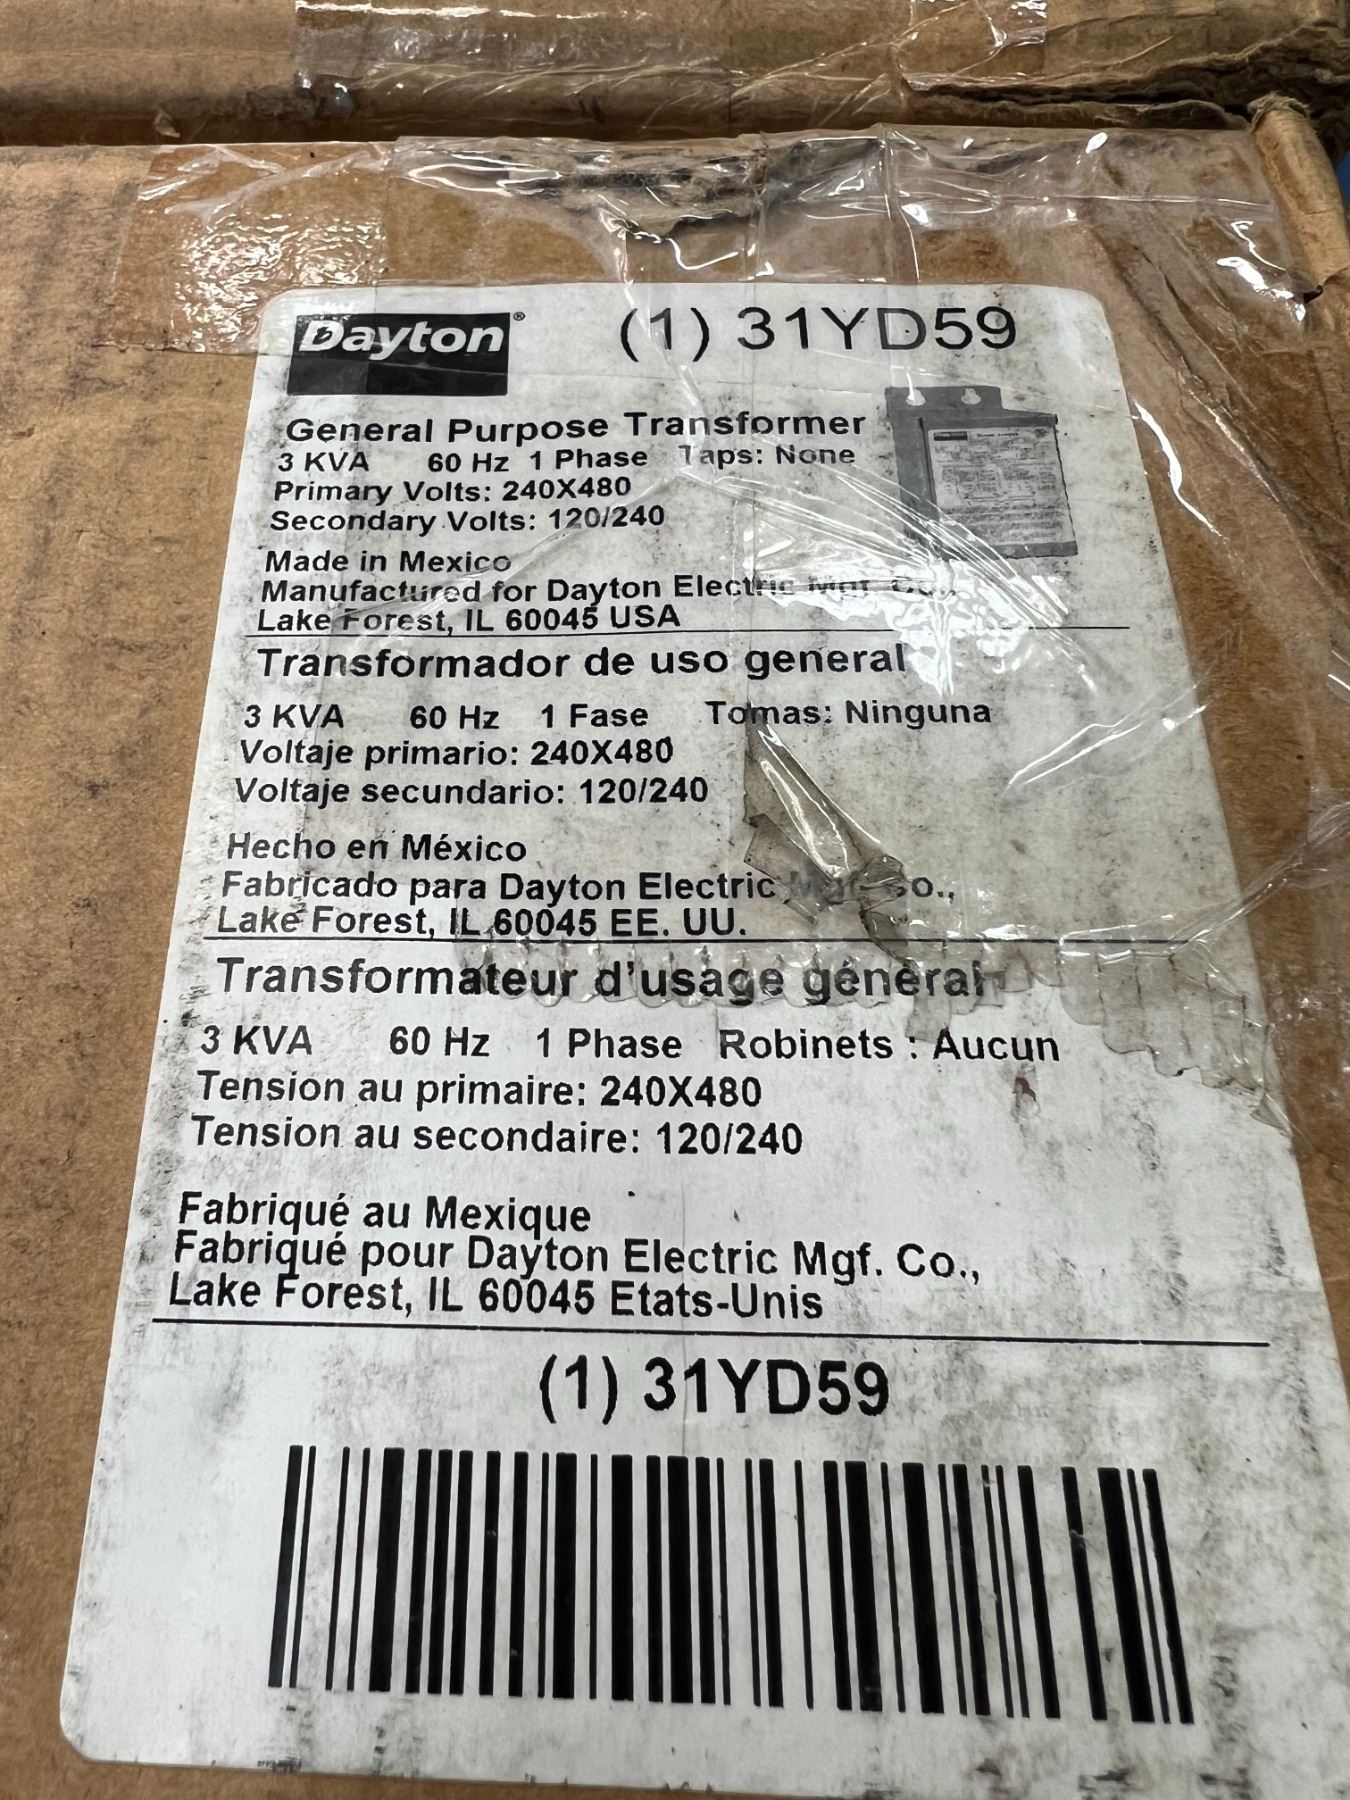 Dayton® (1) 31YD59
General Purpose Transformer
3 KVA 60 Hz 1 Phase Taps: None
Primary Volts: 240X480
Secondary Volts: 120/240
Made in Mexico
Manufactured for Dayton Electric Mgf. Co.,
Lake Forest, IL 60045 USA
Transformador de uso general
3 KVA 60 Hz 1 Fase Tomas: Ninguna
Voltaje primario: 240X480
Voltaje secundario: 120/240
Hecho en México
Fabricado para Dayton Electric Mgf. Co.,
Lake Forest, IL 60045 EE. UU.
Transformateur d'usage général
3 KVA 60 Hz 1 Phase Robinets : Aucun
Tension au primaire: 240X480
Tension au secondaire: 120/240
Fabriqué au Mexique
Fabriqué pour Dayton Electric Mgf. Co.,
Lake Forest, IL 60045 Etats-Unis
(1) 31YD59